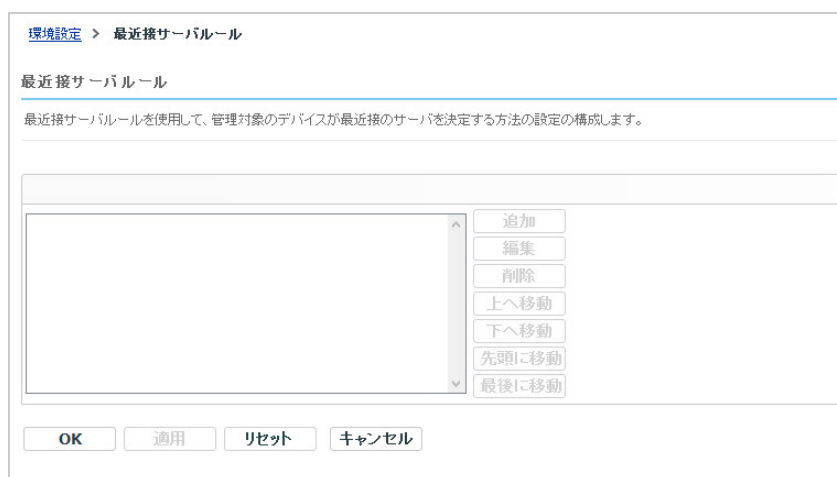 環境設定 > 最近接サーバルール
最近接サーバルール
最近接サーバルールを使用して、管理対象のデバイスが最近接のサーバを決定する方法の設定の構成します。
追加
編集
削除
上へ移動
下へ移動
先頭に移動
最後に移動
OK 適用 リセット キャンセル